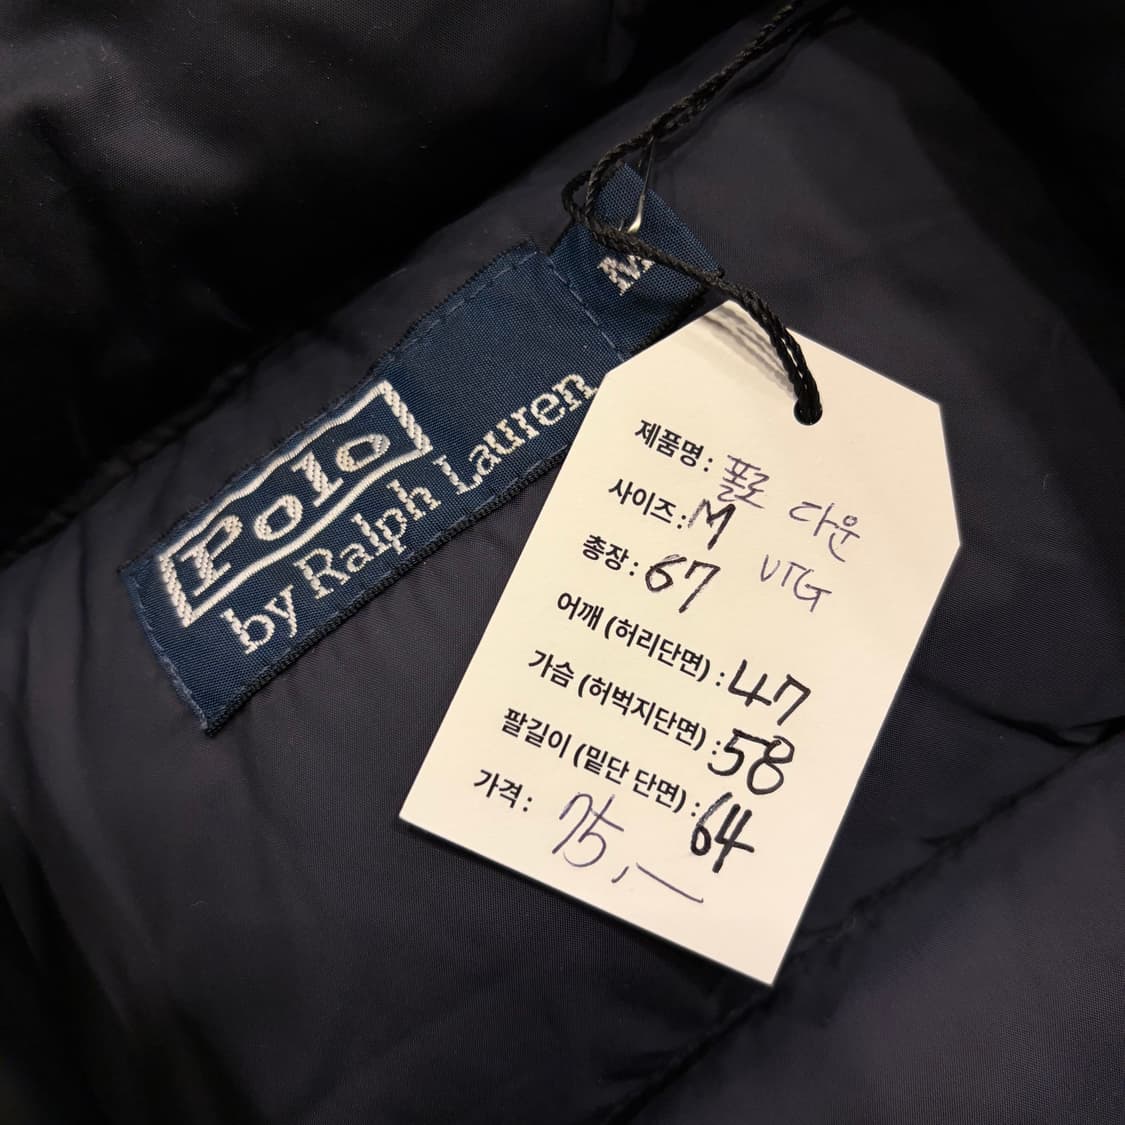 M
Polo
by Ralph Lauren
제품명: 폴로 다운
VTG
사이즈: M
총장: 67
어깨 (허리단면) : 47
가슴 (허벅지단면) : 58
팔길이 (밑단 단면) : 64
가격: 75,—